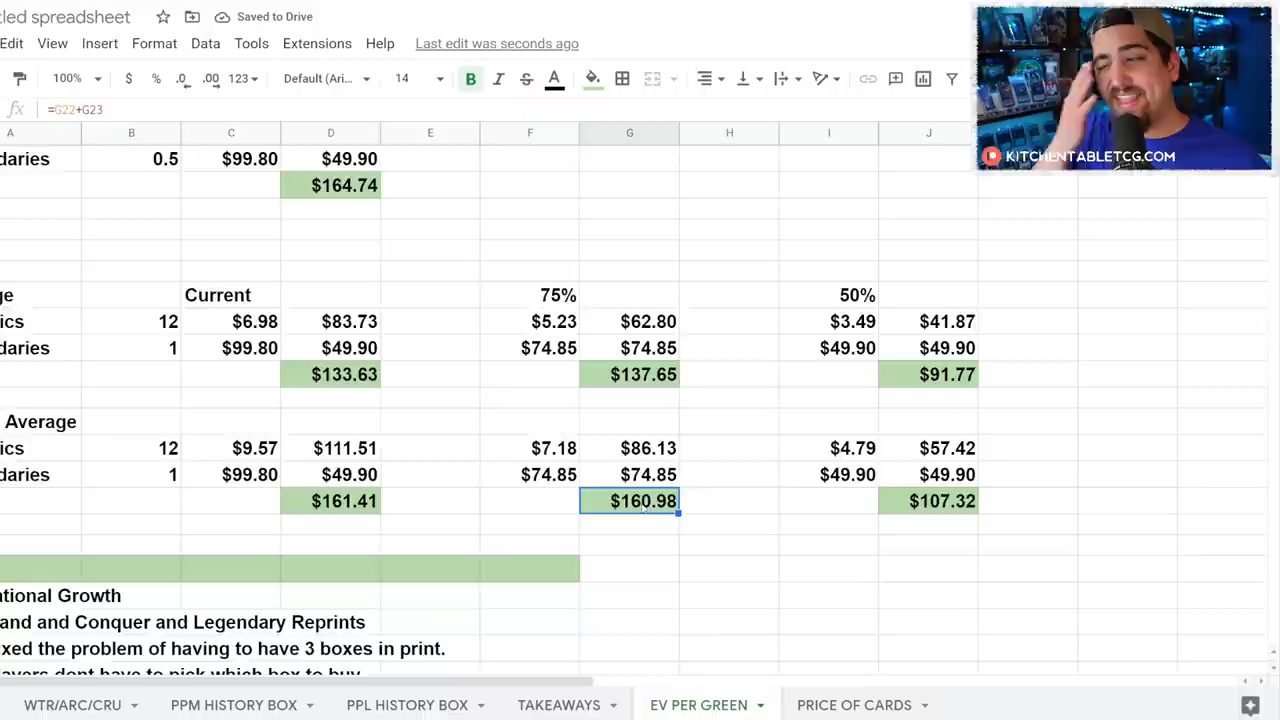 tled spreadsheet Saved to Drive
Edit View Insert Format Data Tools Extensions Help Last edit was seconds ago
100% $ % .0 .00 123 Default (Ari... 14 B I S A
fx =G22+G23
A B C D E F G H I J
daries 0.5 $99.80 $49.90
$164.74
ge Current 75% 50%
ics 12 $6.98 $83.73 $5.23 $62.80 $3.49 $41.87
daries 1 $99.80 $49.90 $74.85 $74.85 $49.90 $49.90
$133.63 $137.65 $91.77
Average
ics 12 $9.57 $111.51 $7.18 $86.13 $4.79 $57.42
daries 1 $99.80 $49.90 $74.85 $74.85 $49.90 $49.90
$161.41 $160.98 $107.32
ational Growth
and and Conquer and Legendary Reprints
xed the problem of having to have 3 boxes in print.
layers dont have to pick which box to buy
WTR/ARC/CRU PPM HISTORY BOX PPL HISTORY BOX TAKEAWAYS EV PER GREEN PRICE OF CARDS
KITCHENTABLETCG.COM